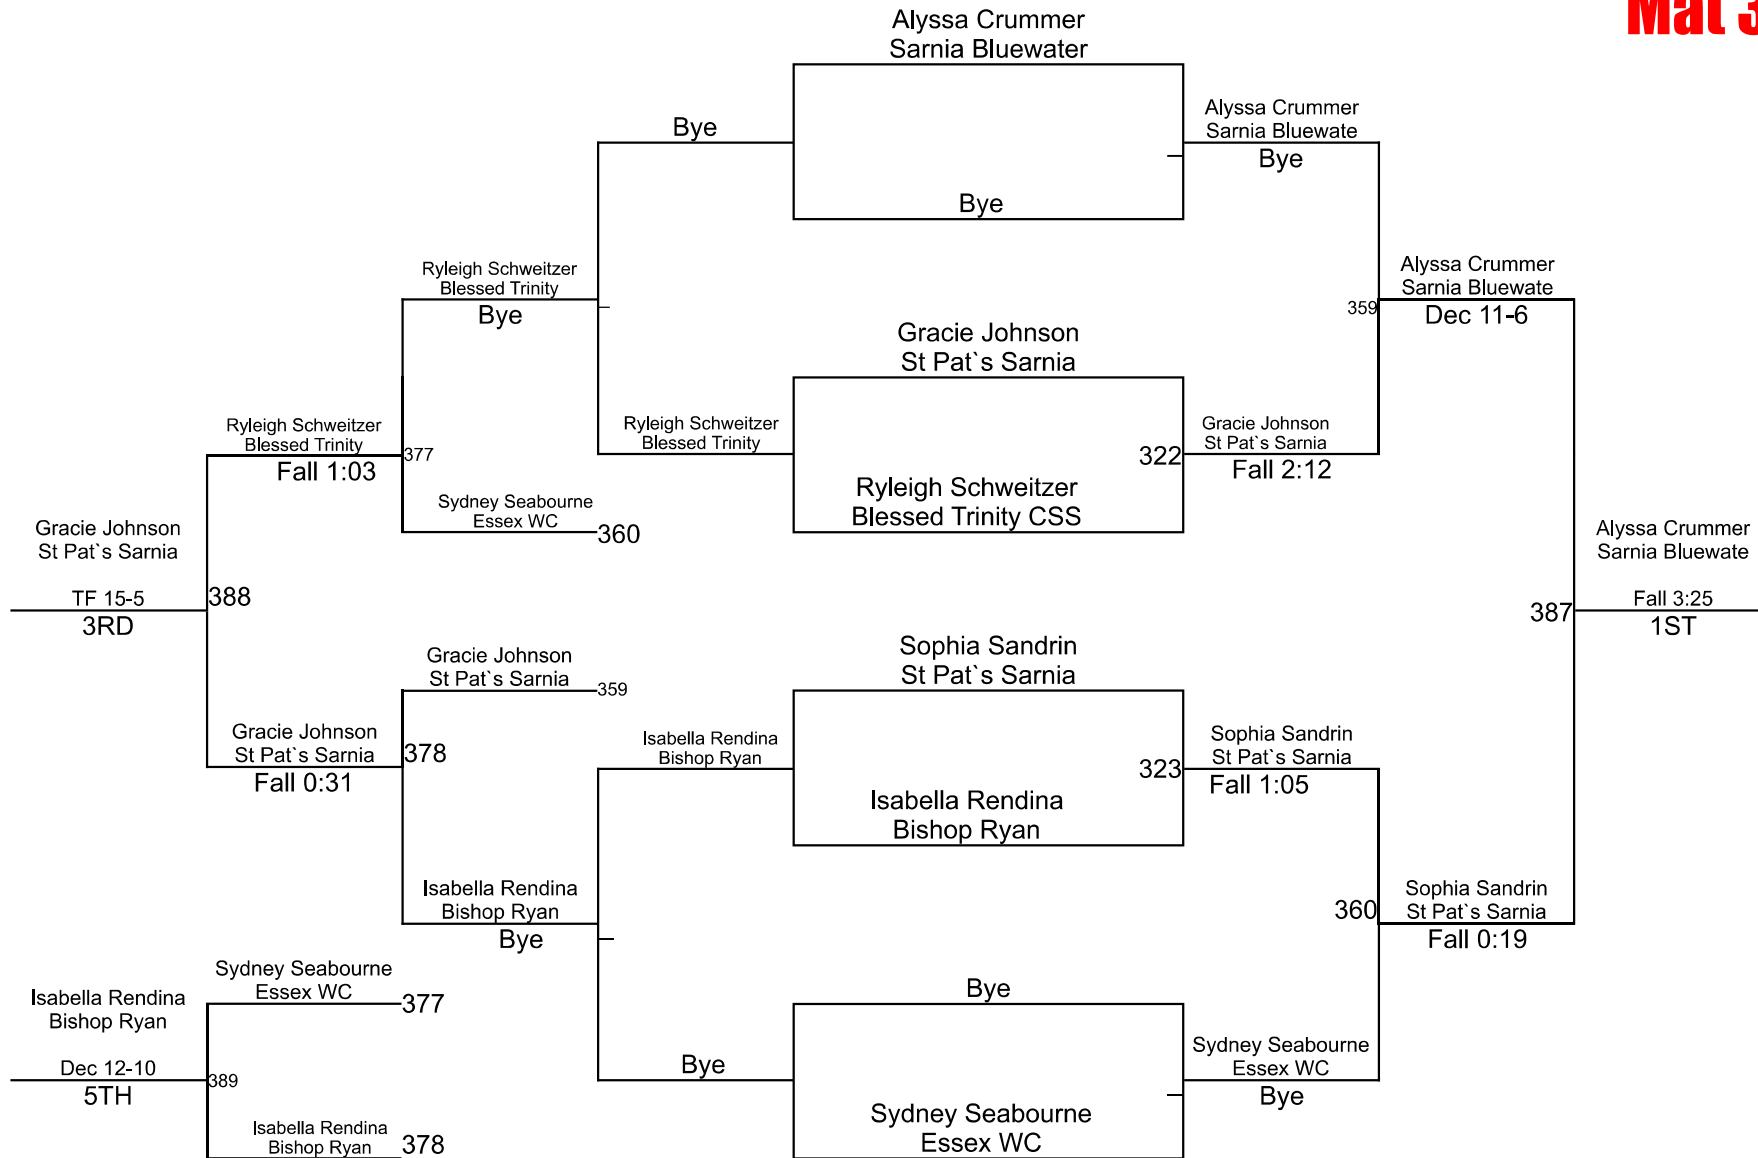 Mat 3
Alyssa Crummer
Sarnia Bluewater
Bye
Alyssa Crummer
Sarnia Bluewate
Bye
Bye
Ryleigh Schweitzer
Blessed Trinity
Bye
Alyssa Crummer
Sarnia Bluewate
Dec 11-6
359
Gracie Johnson
St Pat`s Sarnia
Ryleigh Schweitzer
Blessed Trinity
Fall 1:03
377
Ryleigh Schweitzer
Blessed Trinity
322
Gracie Johnson
St Pat`s Sarnia
Fall 2:12
Ryleigh Schweitzer
Blessed Trinity CSS
Sydney Seabourne
Essex WC
360
Gracie Johnson
St Pat`s Sarnia
TF 15-5
3RD
388
Alyssa Crummer
Sarnia Bluewate
387
Fall 3:25
1ST
Gracie Johnson
St Pat`s Sarnia
359
Sophia Sandrin
St Pat`s Sarnia
Gracie Johnson
St Pat`s Sarnia
Fall 0:31
378
Isabella Rendina
Bishop Ryan
323
Sophia Sandrin
St Pat`s Sarnia
Fall 1:05
Isabella Rendina
Bishop Ryan
Isabella Rendina
Bishop Ryan
Bye
360
Sophia Sandrin
St Pat`s Sarnia
Fall 0:19
Sydney Seabourne
Essex WC
377
Bye
Isabella Rendina
Bishop Ryan
Dec 12-10
5TH
389
Bye
Sydney Seabourne
Essex WC
Bye
Sydney Seabourne
Essex WC
Isabella Rendina
Bishop Ryan
378